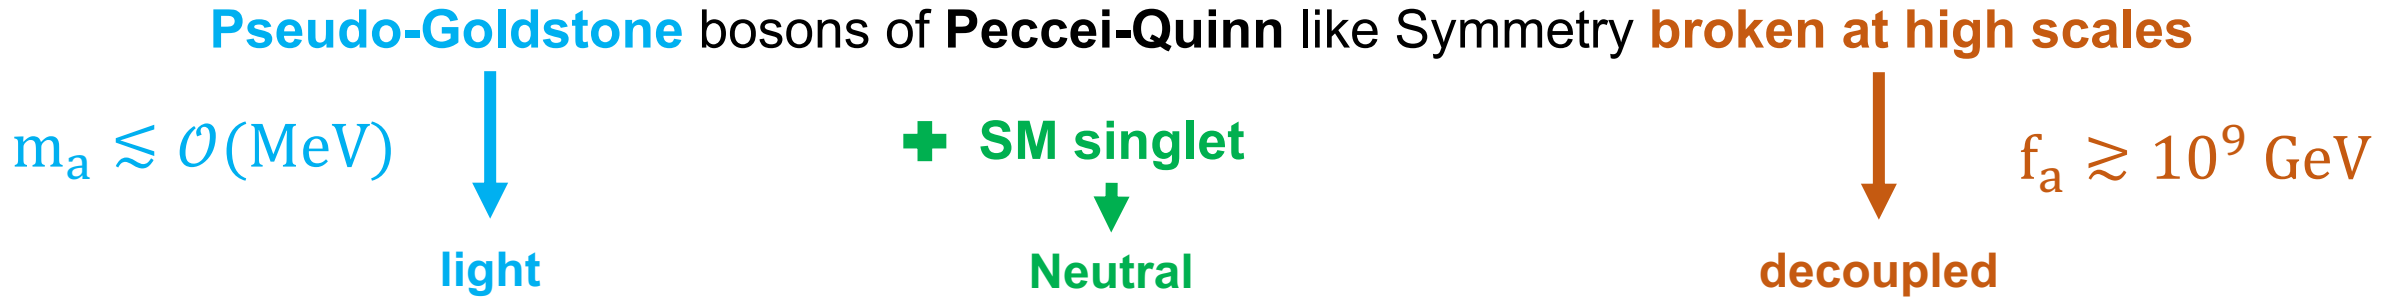 Pseudo-Goldstone bosons of Peccei-Quinn like Symmetry broken at high scales
mₐ ≲ 𝒪(MeV)
SM singlet
fₐ ≳ 10⁹ GeV
light
Neutral
decoupled